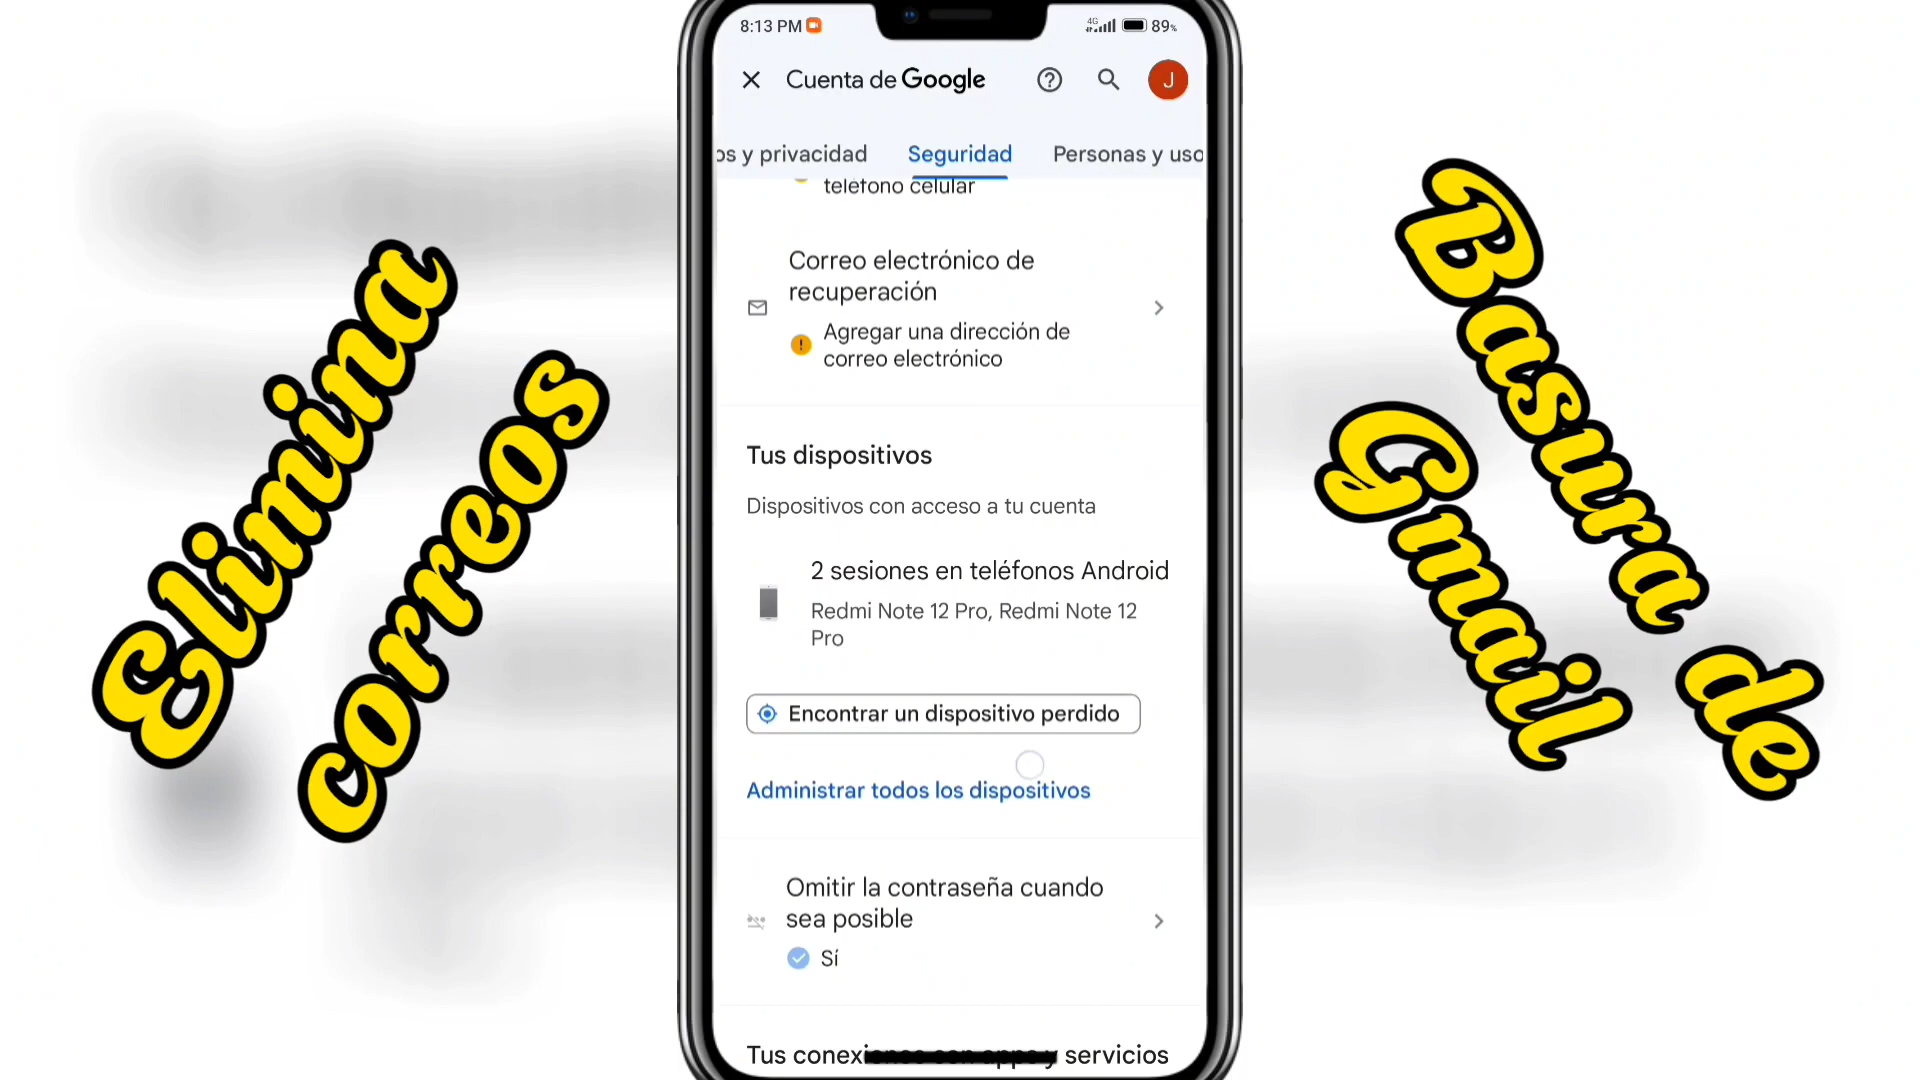 8:13 PM
4G
89%
Cuenta de Google
J
os y privacidad
Seguridad
Personas y uso
teléfono celular
Correo electrónico de
recuperación
Agregar una dirección de
correo electrónico
Tus dispositivos
Dispositivos con acceso a tu cuenta
2 sesiones en teléfonos Android
Redmi Note 12 Pro, Redmi Note 12
Pro
Encontrar un dispositivo perdido
Administrar todos los dispositivos
Omitir la contraseña cuando
sea posible
Sí
Tus conexiones con apps y servicios
Elimina
correos
Basura de
Gmail